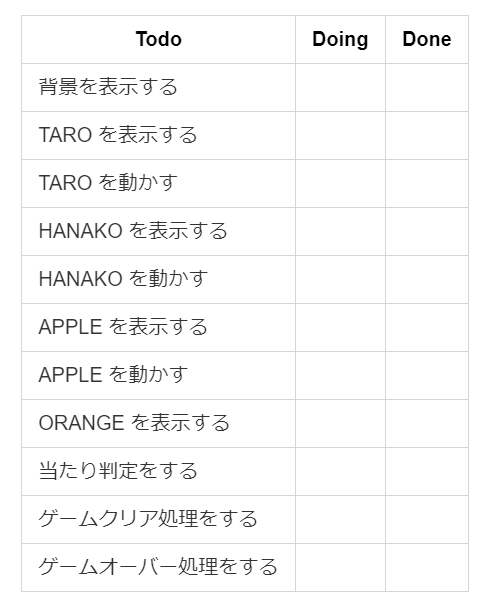 Todo Doing Done
背景を表示する
TARO を表示する
TARO を動かす
HANAKO を表示する
HANAKO を動かす
APPLE を表示する
APPLE を動かす
ORANGE を表示する
当たり判定をする
ゲームクリア処理をする
ゲームオーバー処理をする